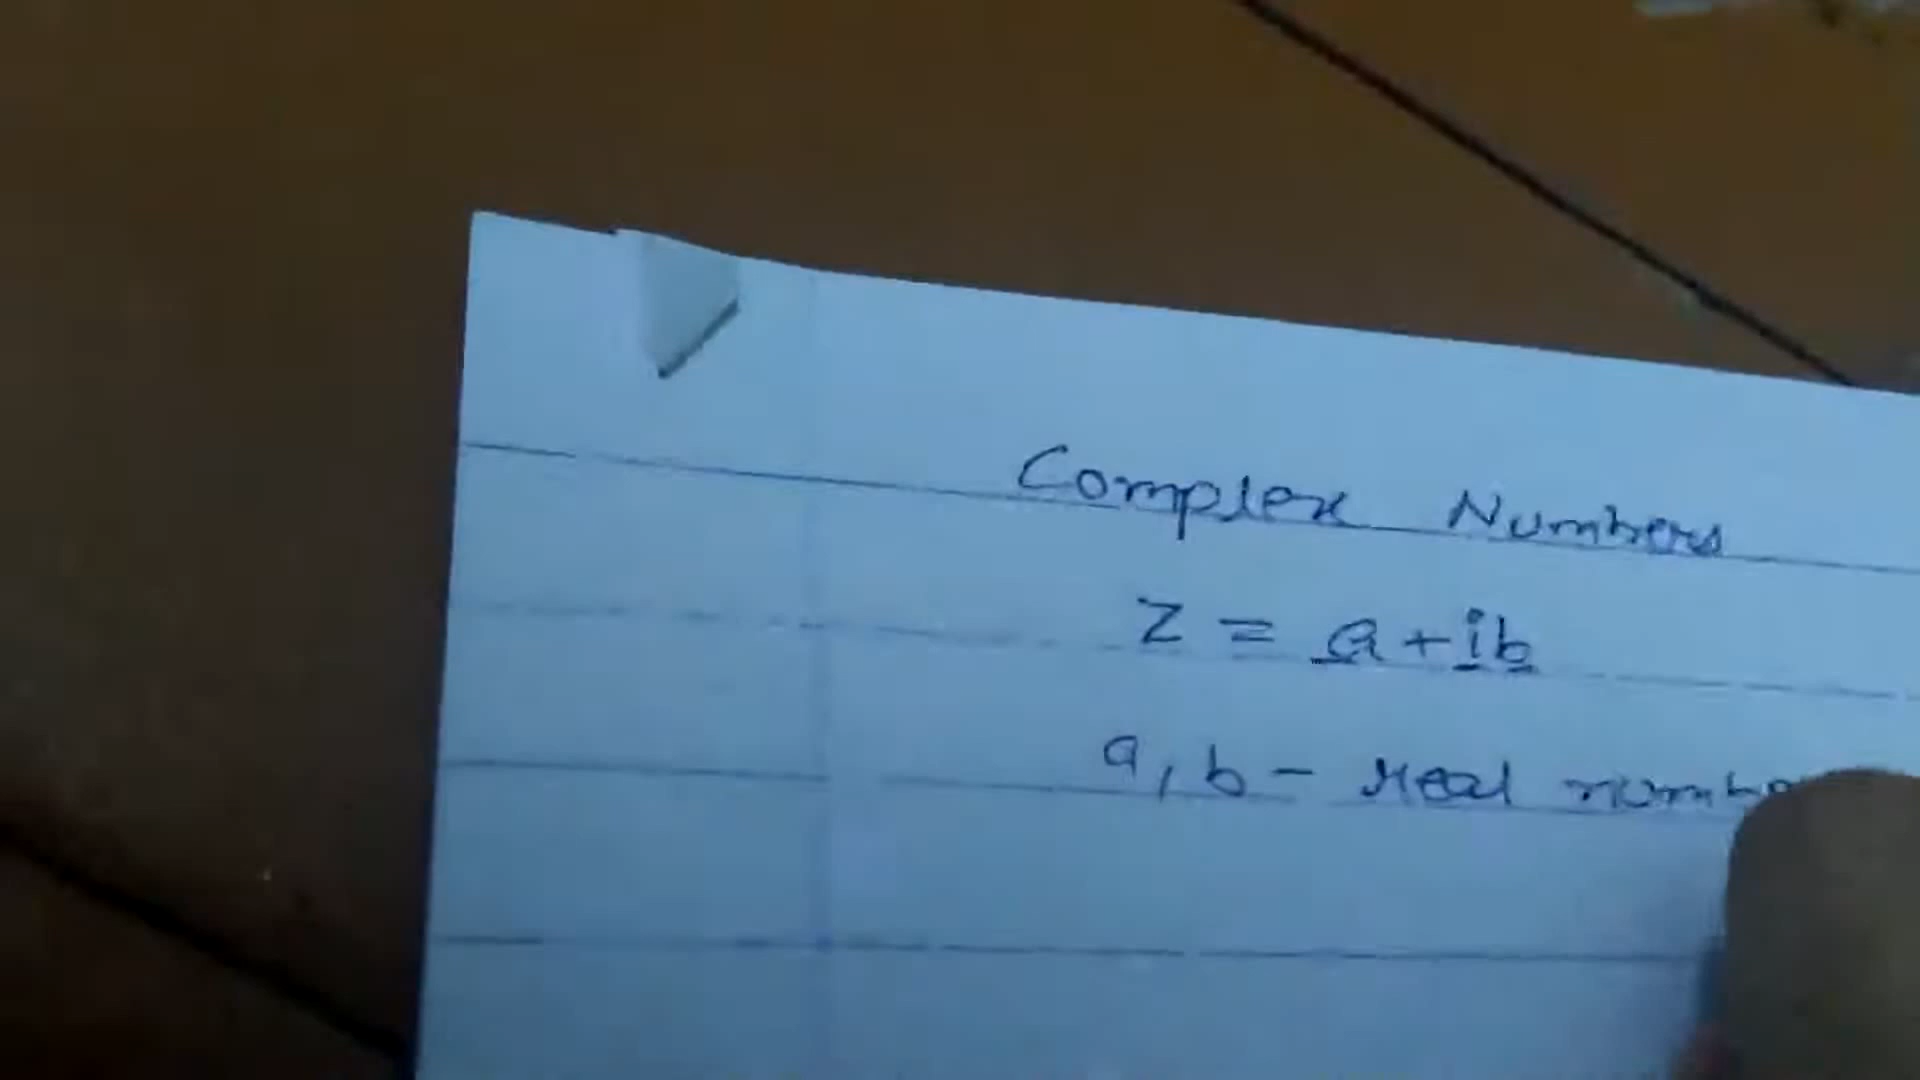 Complex Numbers
Z = a + ib
a, b - real